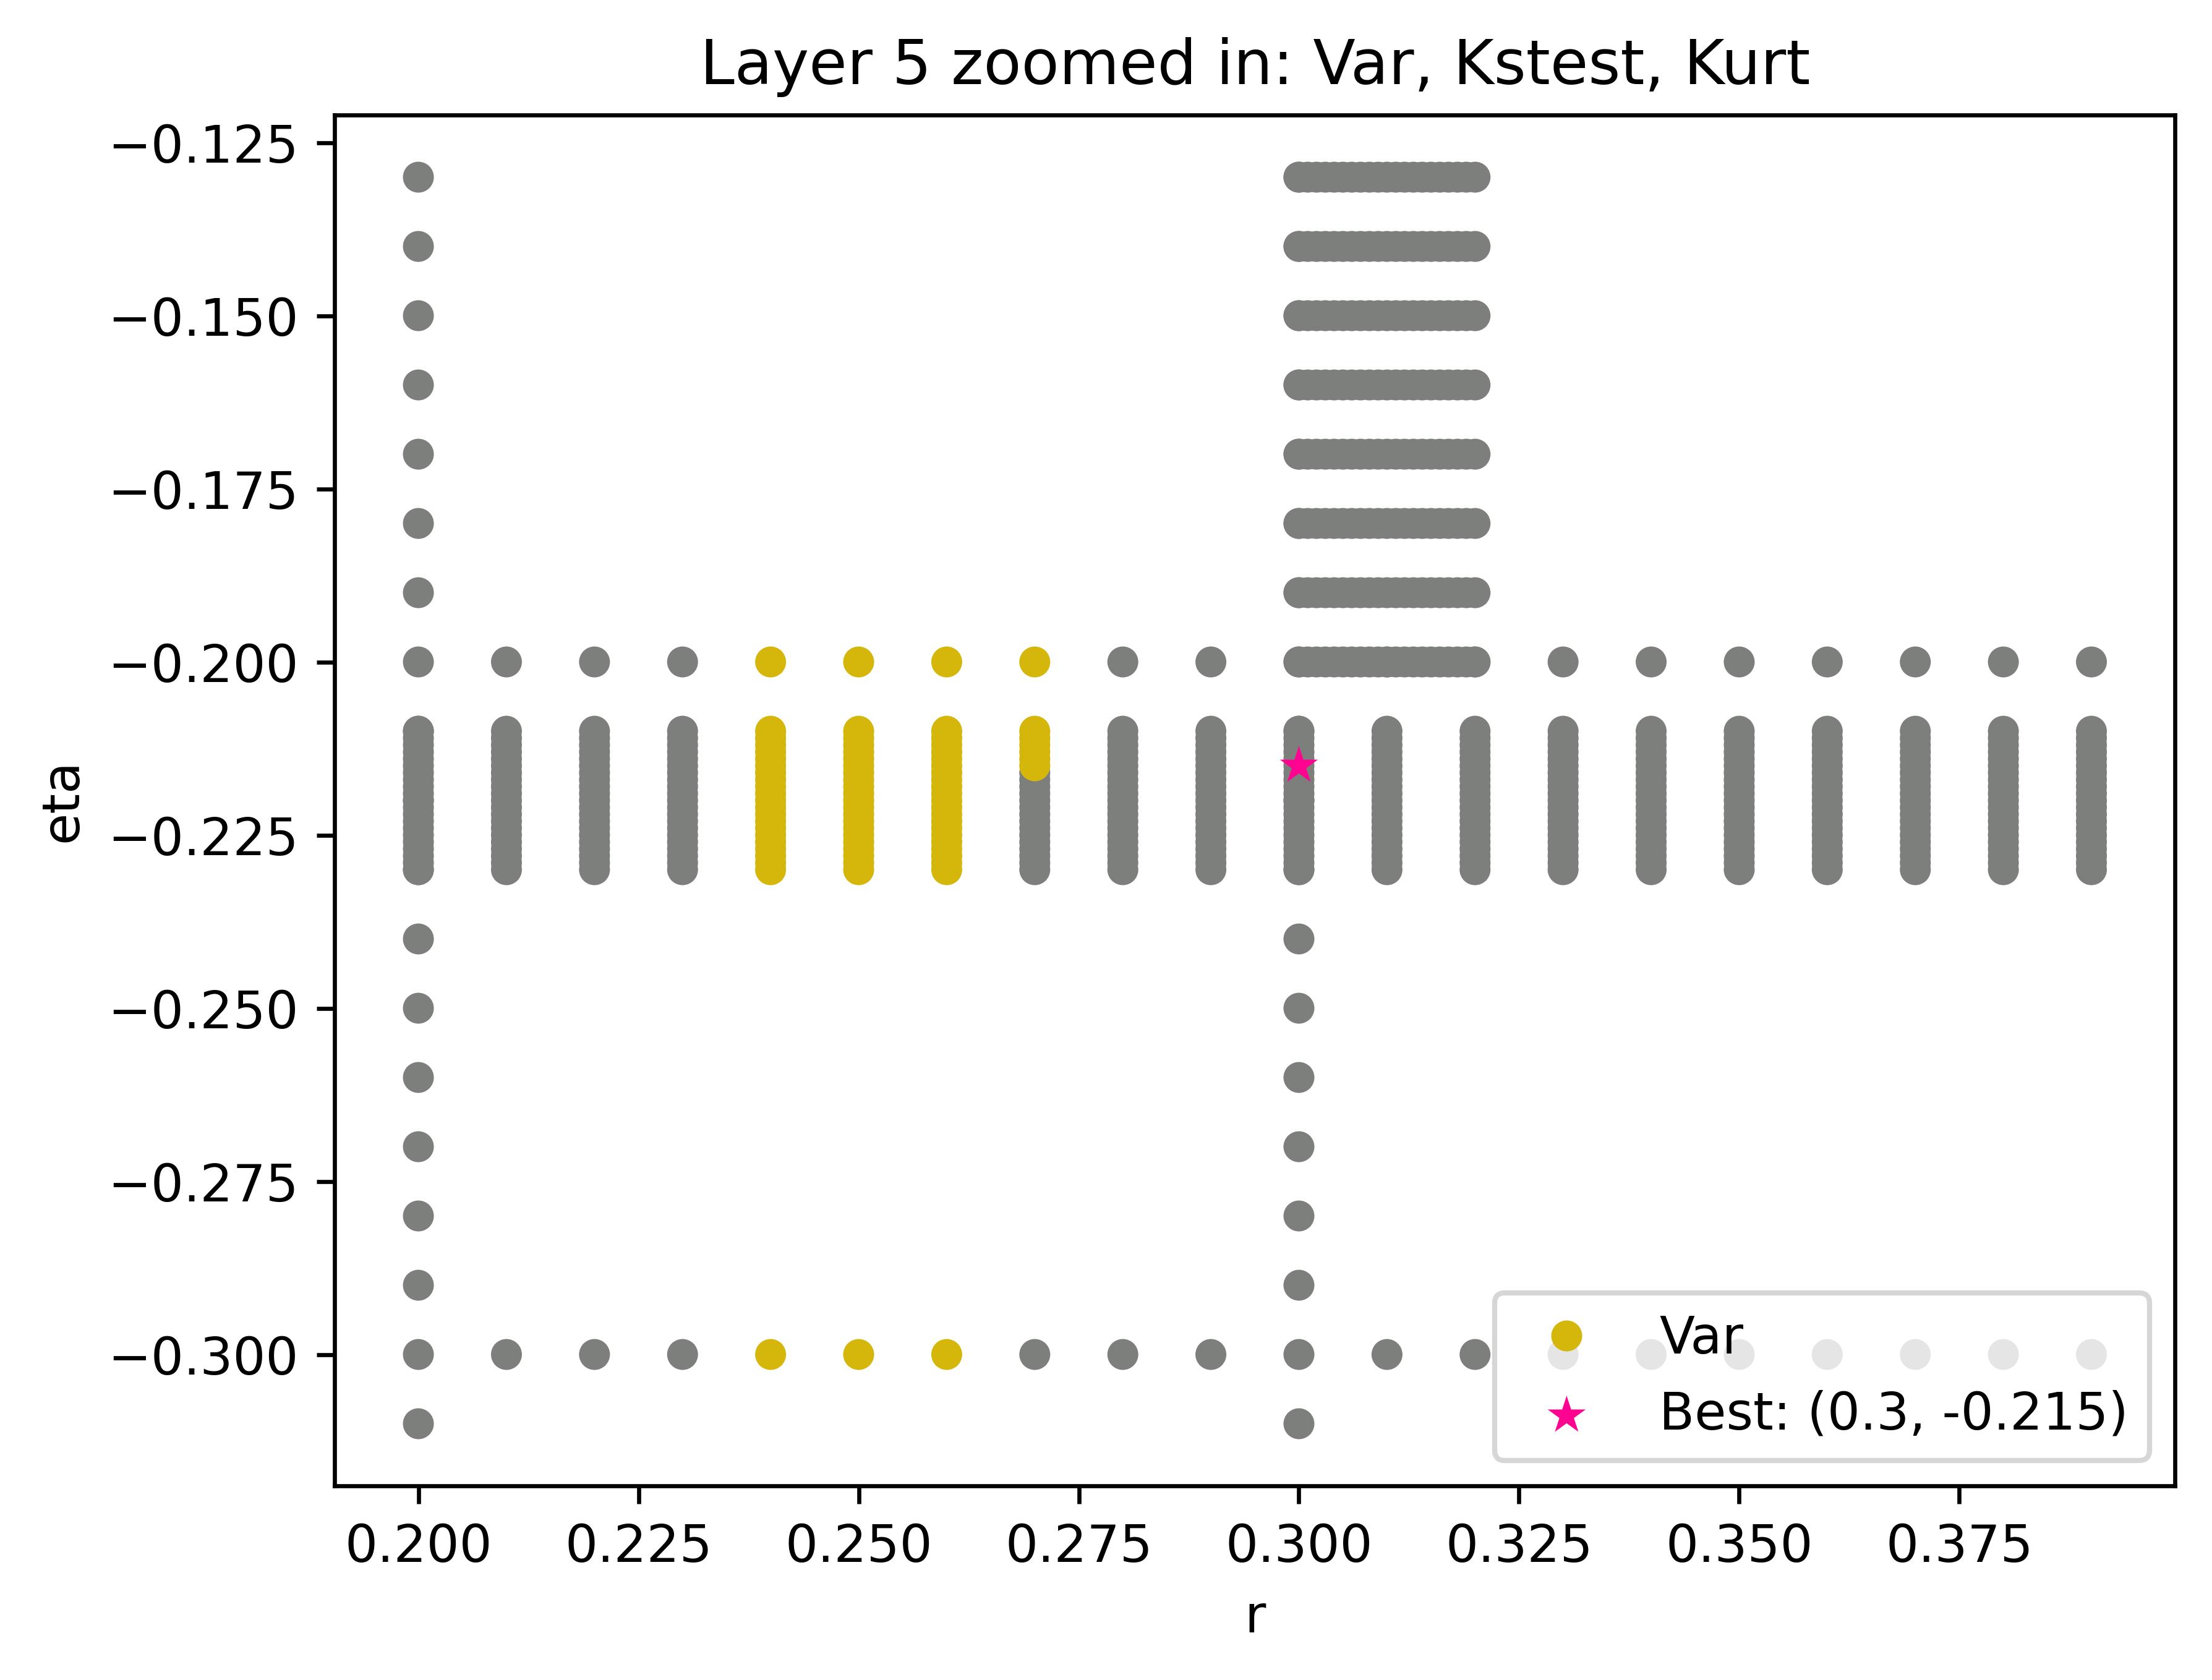 Layer 5 zoomed in: Var, Kstest, Kurt
−0.125
−0.150
−0.175
−0.200
−0.225
−0.250
−0.275
−0.300
eta
Var
Best: (0.3, -0.215)
0.200 0.225 0.250 0.275 0.300 0.325 0.350 0.375
r